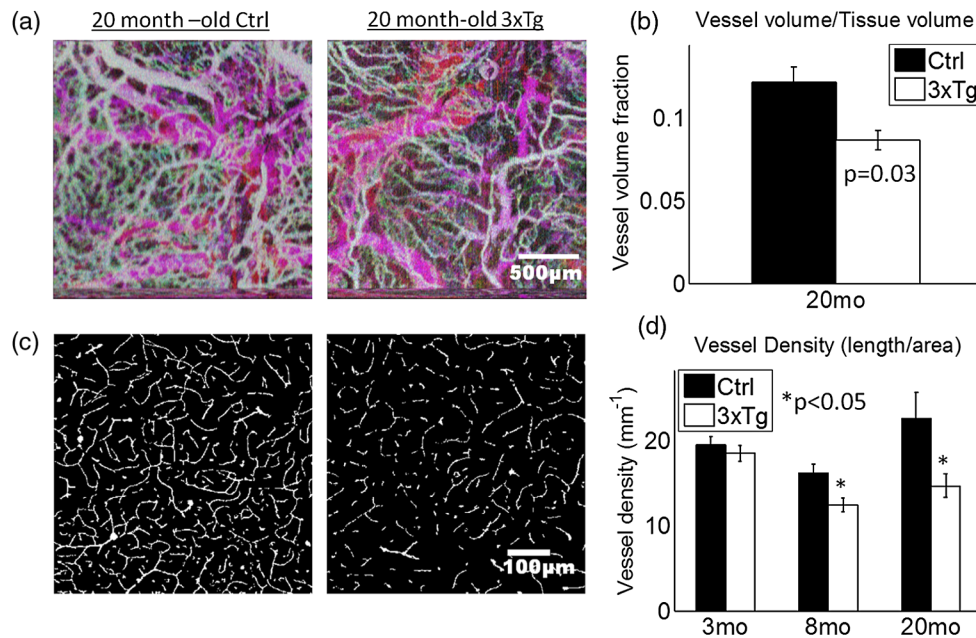 (a)
20 month –old Ctrl
20 month-old 3xTg
500µm
(b)
Vessel volume/Tissue volume
Vessel volume fraction
0.1
0.05
0
Ctrl
3xTg
p=0.03
20mo
(c)
100µm
(d)
Vessel Density (length/area)
Vessel density (mm⁻¹)
20
10
0
Ctrl
3xTg
*p<0.05
*
*
3mo
8mo
20mo